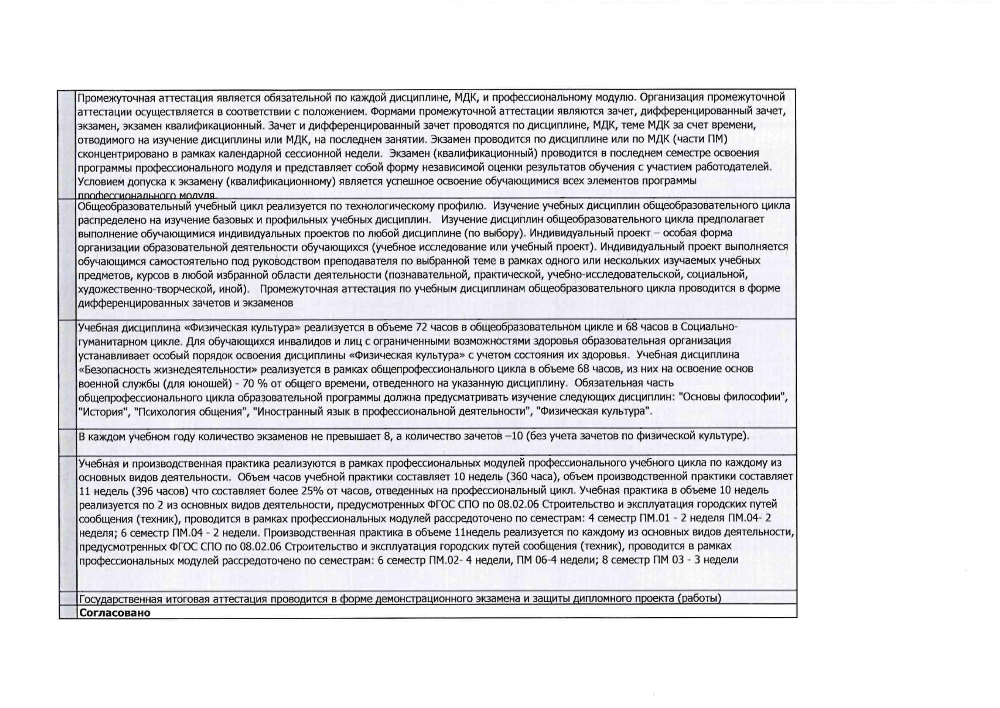 Промежуточная аттестация является обязательной по каждой дисциплине, МДК, и профессиональному модулю. Организация промежуточной
аттестации осуществляется в соответствии с положением. Формами промежуточной аттестации являются зачет, дифференцированный зачет,
экзамен, экзамен квалификационный. Зачет и дифференцированный зачет проводятся по дисциплине, МДК, теме МДК за счет времени,
отводимого на изучение дисциплины или МДК, на последнем занятии. Экзамен проводится по дисциплине или по МДК (части ПМ)
сконцентрировано в рамках календарной сессионной недели. Экзамен (квалификационный) проводится в последнем семестре освоения
программы профессионального модуля и представляет собой форму независимой оценки результатов обучения с участием работодателей.
Условием допуска к экзамену (квалификационному) является успешное освоение обучающимися всех элементов программы
профессионального модуля.
Общеобразовательный учебный цикл реализуется по технологическому профилю. Изучение учебных дисциплин общеобразовательного цикла
распределено на изучение базовых и профильных учебных дисциплин. Изучение дисциплин общеобразовательного цикла предполагает
выполнение обучающимися индивидуальных проектов по любой дисциплине (по выбору). Индивидуальный проект – особая форма
организации образовательной деятельности обучающихся (учебное исследование или учебный проект). Индивидуальный проект выполняется
обучающимся самостоятельно под руководством преподавателя по выбранной теме в рамках одного или нескольких изучаемых учебных
предметов, курсов в любой избранной области деятельности (познавательной, практической, учебно-исследовательской, социальной,
художественно-творческой, иной). Промежуточная аттестация по учебным дисциплинам общеобразовательного цикла проводится в форме
дифференцированных зачетов и экзаменов
Учебная дисциплина «Физическая культура» реализуется в объеме 72 часов в общеобразовательном цикле и 68 часов в Социально-
гуманитарном цикле. Для обучающихся инвалидов и лиц с ограниченными возможностями здоровья образовательная организация
устанавливает особый порядок освоения дисциплины «Физическая культура» с учетом состояния их здоровья. Учебная дисциплина
«Безопасность жизнедеятельности» реализуется в рамках общепрофессионального цикла в объеме 68 часов, из них на освоение основ
военной службы (для юношей) - 70 % от общего времени, отведенного на указанную дисциплину. Обязательная часть
общепрофессионального цикла образовательной программы должна предусматривать изучение следующих дисциплин: "Основы философии",
"История", "Психология общения", "Иностранный язык в профессиональной деятельности", "Физическая культура".
В каждом учебном году количество экзаменов не превышает 8, а количество зачетов –10 (без учета зачетов по физической культуре).
Учебная и производственная практика реализуются в рамках профессиональных модулей профессионального учебного цикла по каждому из
основных видов деятельности. Объем часов учебной практики составляет 10 недель (360 часа), объем производственной практики составляет
11 недель (396 часов) что составляет более 25% от часов, отведенных на профессиональный цикл. Учебная практика в объеме 10 недель
реализуется по 2 из основных видов деятельности, предусмотренных ФГОС СПО по 08.02.06 Строительство и эксплуатация городских путей
сообщения (техник), проводится в рамках профессиональных модулей рассредоточено по семестрам: 4 семестр ПМ.01 - 2 неделя ПМ.04- 2
неделя; 6 семестр ПМ.04 - 2 недели. Производственная практика в объеме 11недель реализуется по каждому из основных видов деятельности,
предусмотренных ФГОС СПО по 08.02.06 Строительство и эксплуатация городских путей сообщения (техник), проводится в рамках
профессиональных модулей рассредоточено по семестрам: 6 семестр ПМ.02- 4 недели, ПМ 06-4 недели; 8 семестр ПМ 03 - 3 недели
Государственная итоговая аттестация проводится в форме демонстрационного экзамена и защиты дипломного проекта (работы)
Согласовано